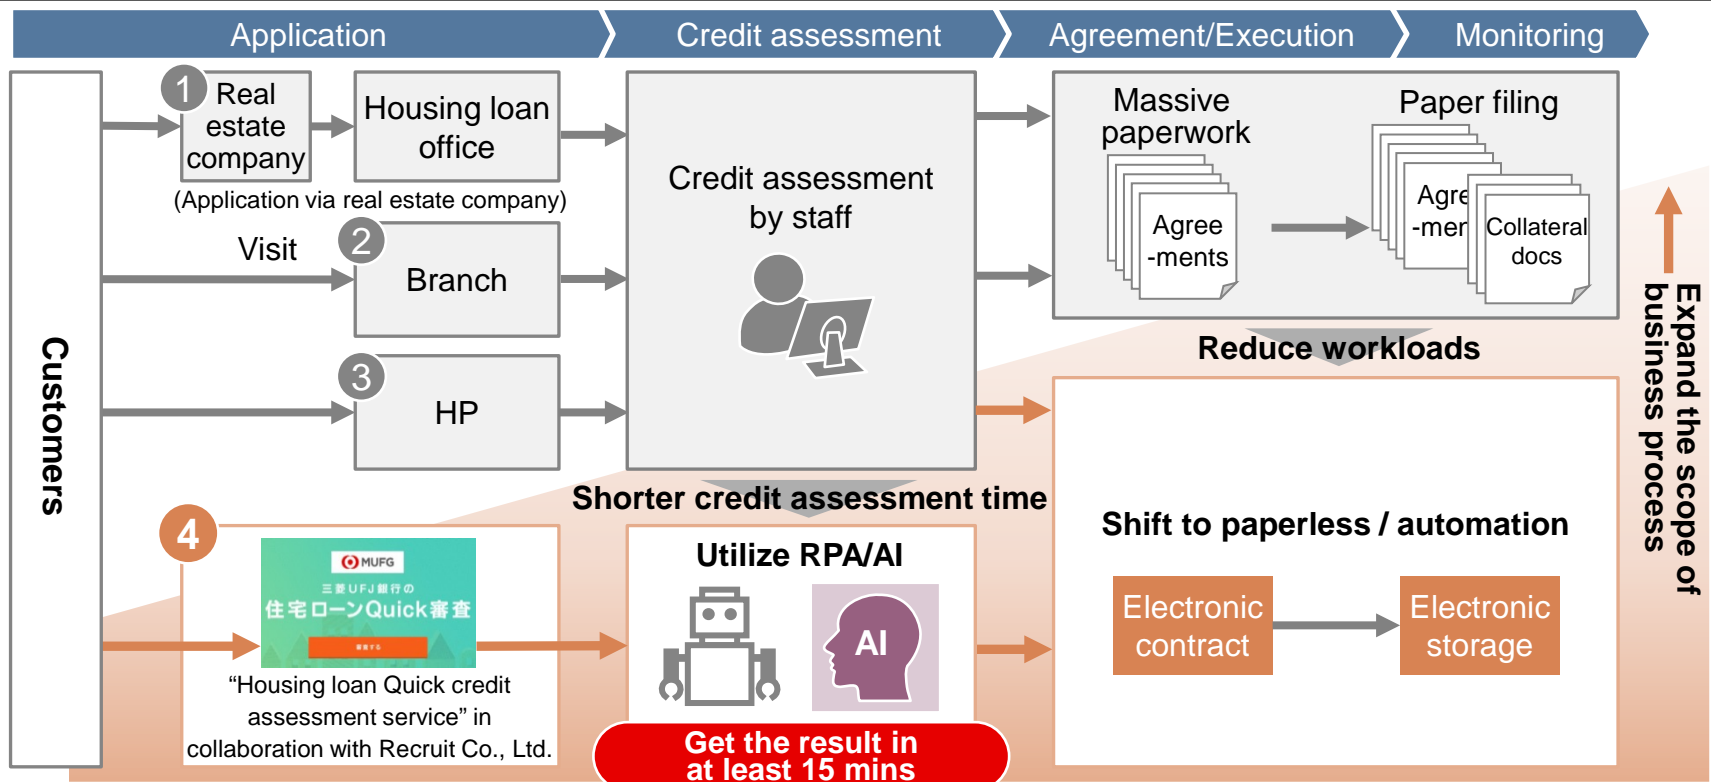 Application
Credit assessment
Agreement/Execution
Monitoring
Customers
1
Real
estate
company
Housing loan
office
(Application via real estate company)
Visit
2
Branch
3
HP
Credit assessment
by staff
Massive
paperwork
Agree
-ments
Paper filing
Agre
-mer
Collateral
docs
Reduce workloads
Expand the scope of
business process
Shorter credit assessment time
4
MUFG
三菱UFJ銀行の
住宅ローンQuick審査
“Housing loan Quick credit
assessment service” in
collaboration with Recruit Co., Ltd.
Utilize RPA/AI
AI
Get the result in
at least 15 mins
Shift to paperless / automation
Electronic
contract
Electronic
storage